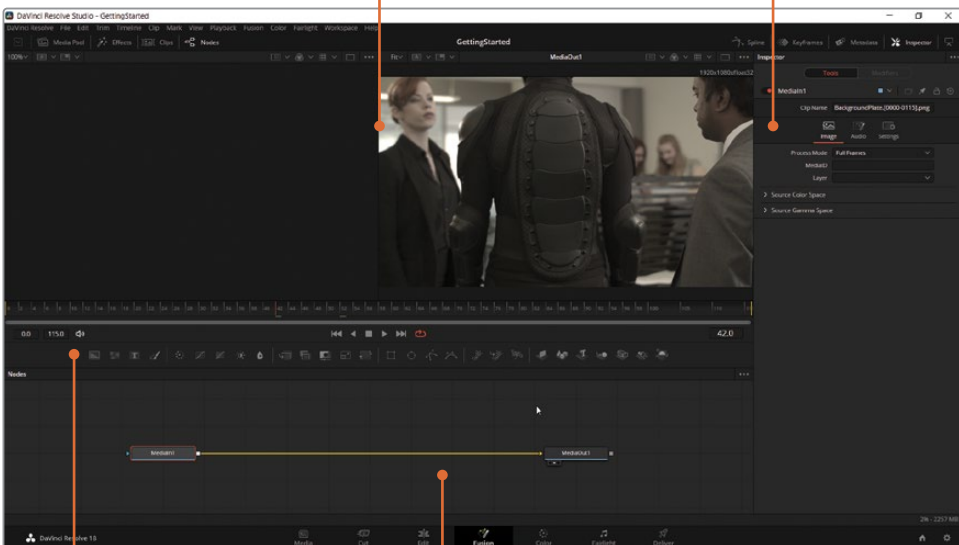 DaVinci Resolve Studio - GettingStarted
DaVinci Resolve File Edit Trim Timeline Clip Mark View Playback Fusion Color Fairlight Workspace Help
Media Pool Effects Clips Nodes GettingStarted Spline Keyframes Metadata Inspector
100% Fit MediaOut1 Inspector
1920x1080xfloat32
Tools Modifiers
MediaIn1
Clip Name BackgroundPlate.[0000-0115].png
Image Audio Settings
Process Mode Full Frames
MediaID
Layer
Source Color Space
Source Gamma Space
0.0 115.0 42.0
Nodes
MediaIn1 MediaOut1
2% - 2257 MB
DaVinci Resolve 18 Media Cut Edit Fusion Color Fairlight Deliver